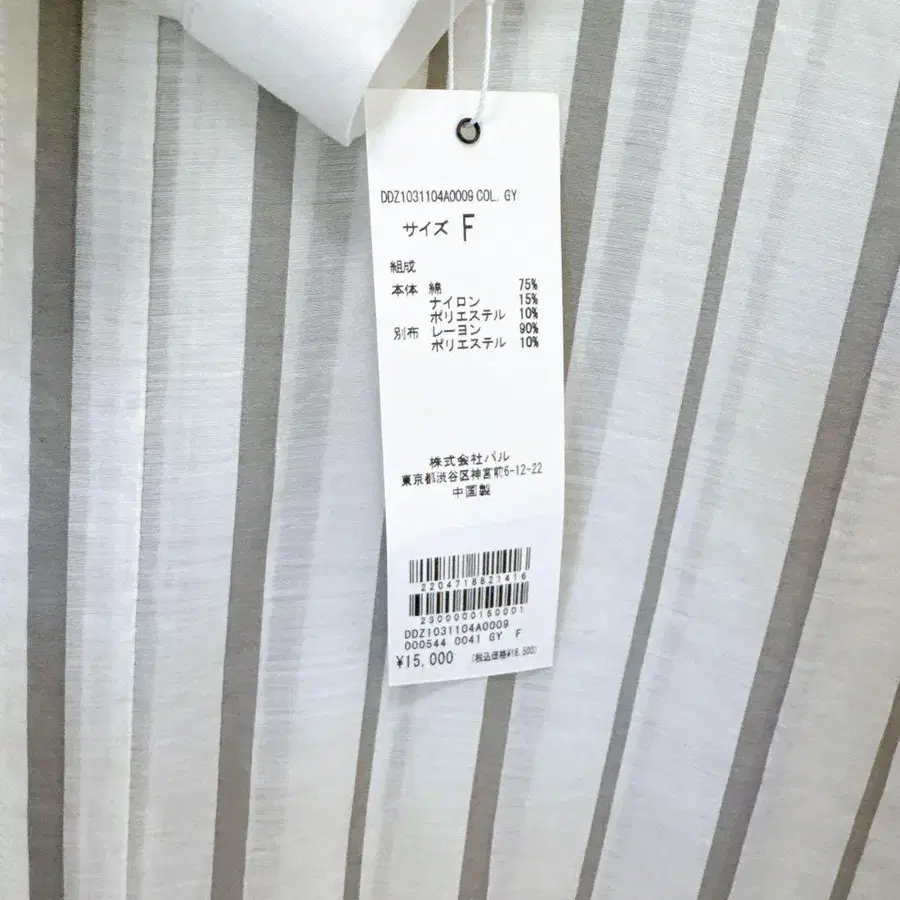 DDZ1031104A0009 COL. GY
サイズ F
組成
本体 綿 75%
ナイロン 15%
ポリエステル 10%
別布 レーヨン 90%
ポリエステル 10%
株式会社パル
東京都渋谷区神宮前6-12-22
中国製
2204718821416
2300000150001
DDZ1031104A0009
000544 0041 GY F
¥15,000 (税込価格¥16,500)